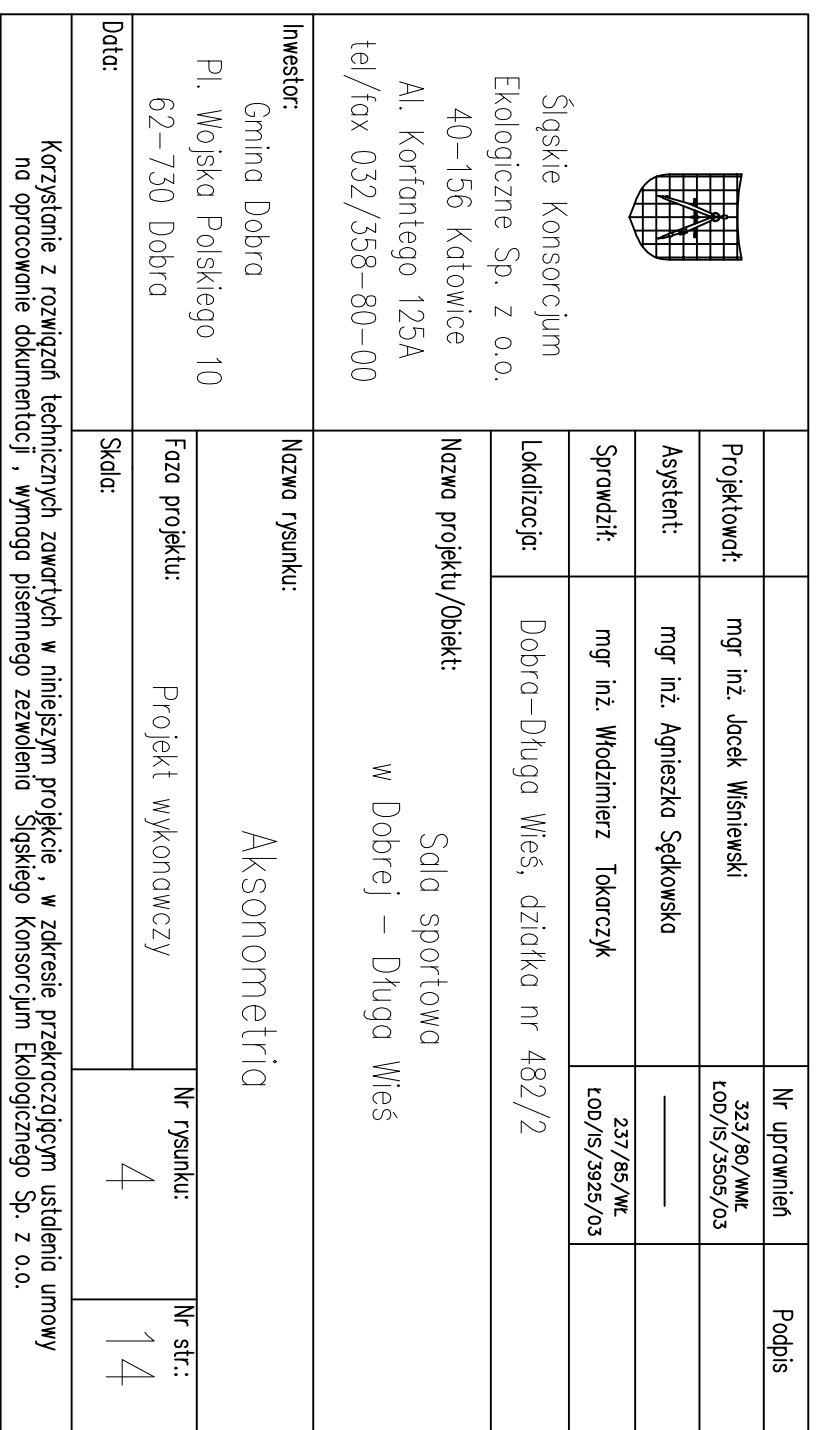 Śląskie Konsorcjum
Ekologiczne Sp. z o.o.
40-156 Katowice
Al. Korfantego 125A
tel/fax 032/358-80-00
Nr uprawnień
Podpis
Projektował:
mgr inż. Jacek Wiśniewski
323/80/WMŁ
ŁOD/IS/3505/03
Asystent:
mgr inż. Agnieszka Sędkowska
Sprawdził:
mgr inż. Włodzimierz Tokarczyk
237/85/WŁ
ŁOD/IS/3925/03
Lokalizacja:
Dobra-Długa Wieś, działka nr 482/2
Nazwa projektu/Obiekt:
Sala sportowa
w Dobrej - Długa Wieś
Inwestor:
Gmina Dobra
Pl. Wojska Polskiego 10
62-730 Dobra
Nazwa rysunku:
Aksonometria
Faza projektu:
Projekt wykonawczy
Nr rysunku:
4
Nr str.:
14
Data:
Skala:
Korzystanie z rozwiązań technicznych zawartych w niniejszym projekcie , w zakresie przekraczającym ustalenia umowy
na opracowanie dokumentacji , wymaga pisemnego zezwolenia Śląskiego Konsorcjum Ekologicznego Sp. z o.o.